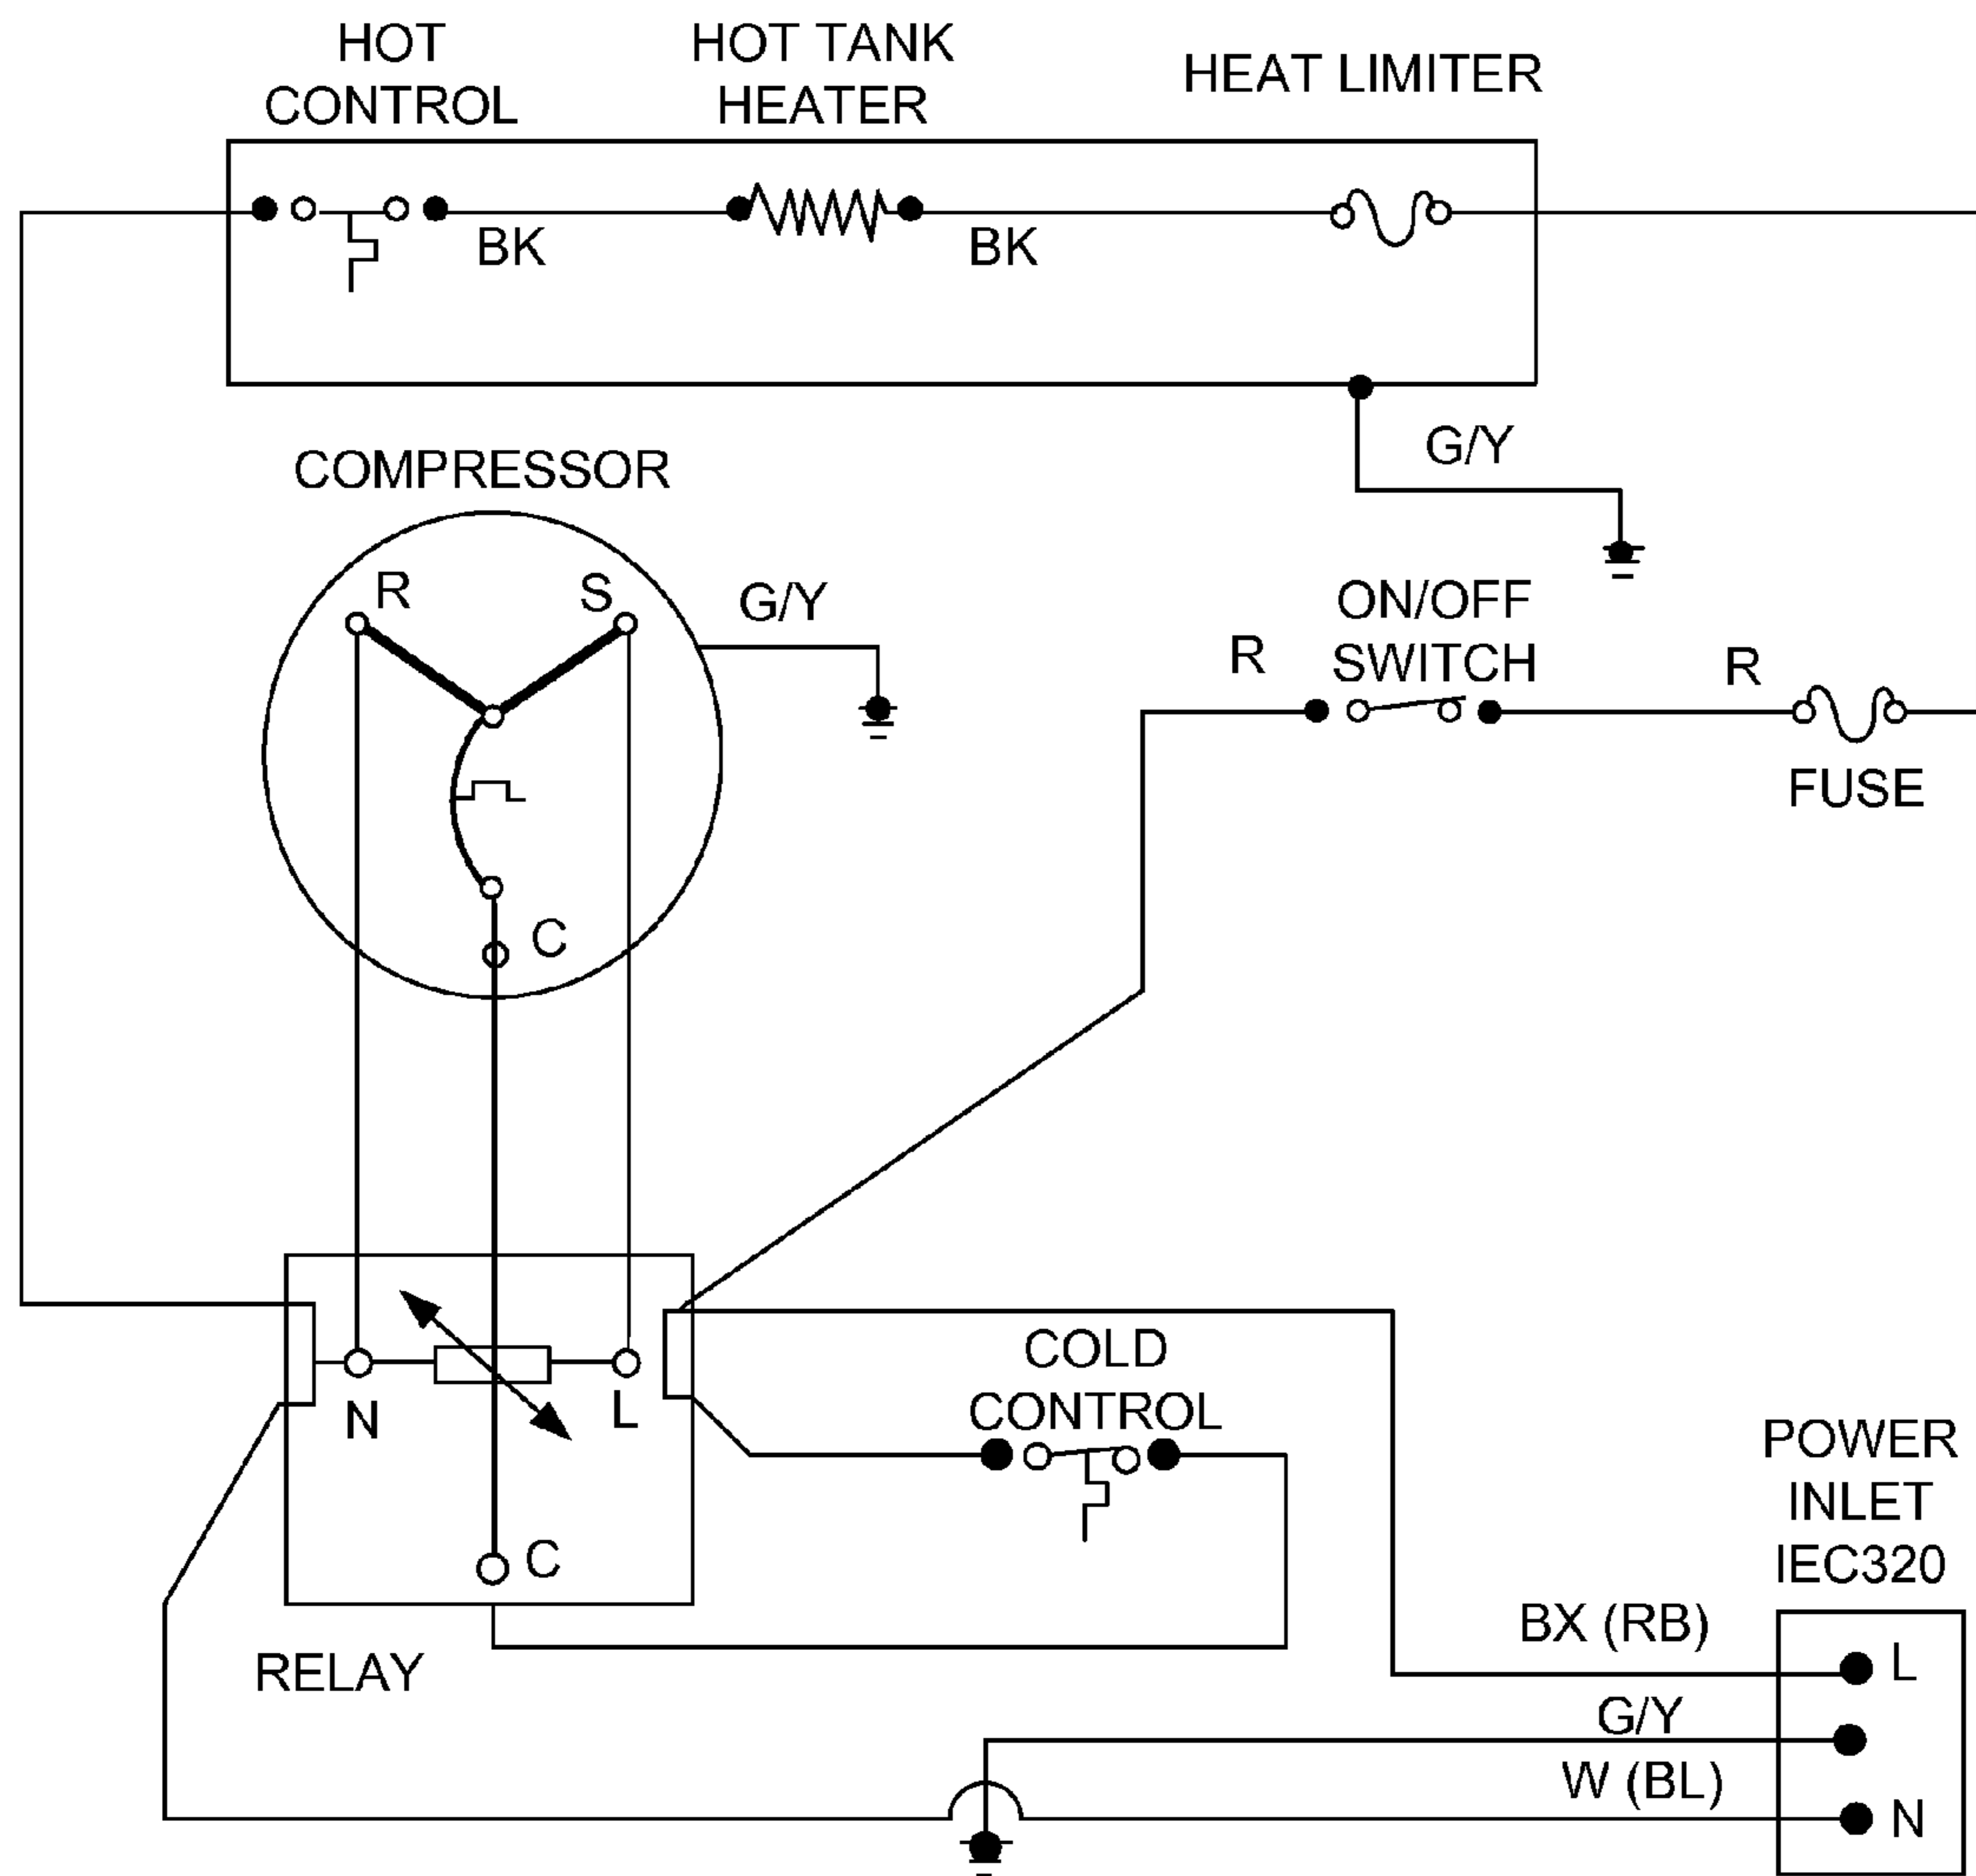 HOT
CONTROL
HOT TANK
HEATER
HEAT LIMITER
BK
BK
G/Y
COMPRESSOR
R
S
G/Y
C
R
ON/OFF
SWITCH
R
FUSE
N
L
C
RELAY
COLD
CONTROL
POWER
INLET
IEC320
BX (RB)
L
G/Y
W (BL)
N